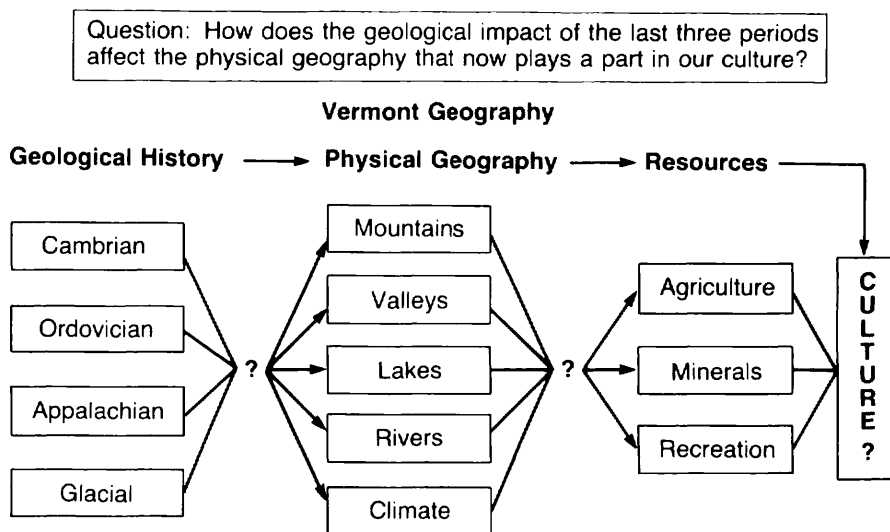 Question: How does the geological impact of the last three periods
affect the physical geography that now plays a part in our culture?
Vermont Geography
Geological History
Physical Geography
Resources
Cambrian
Ordovician
Appalachian
Glacial
?
Mountains
Valleys
Lakes
Rivers
Climate
?
Agriculture
Minerals
Recreation
CULTURE?